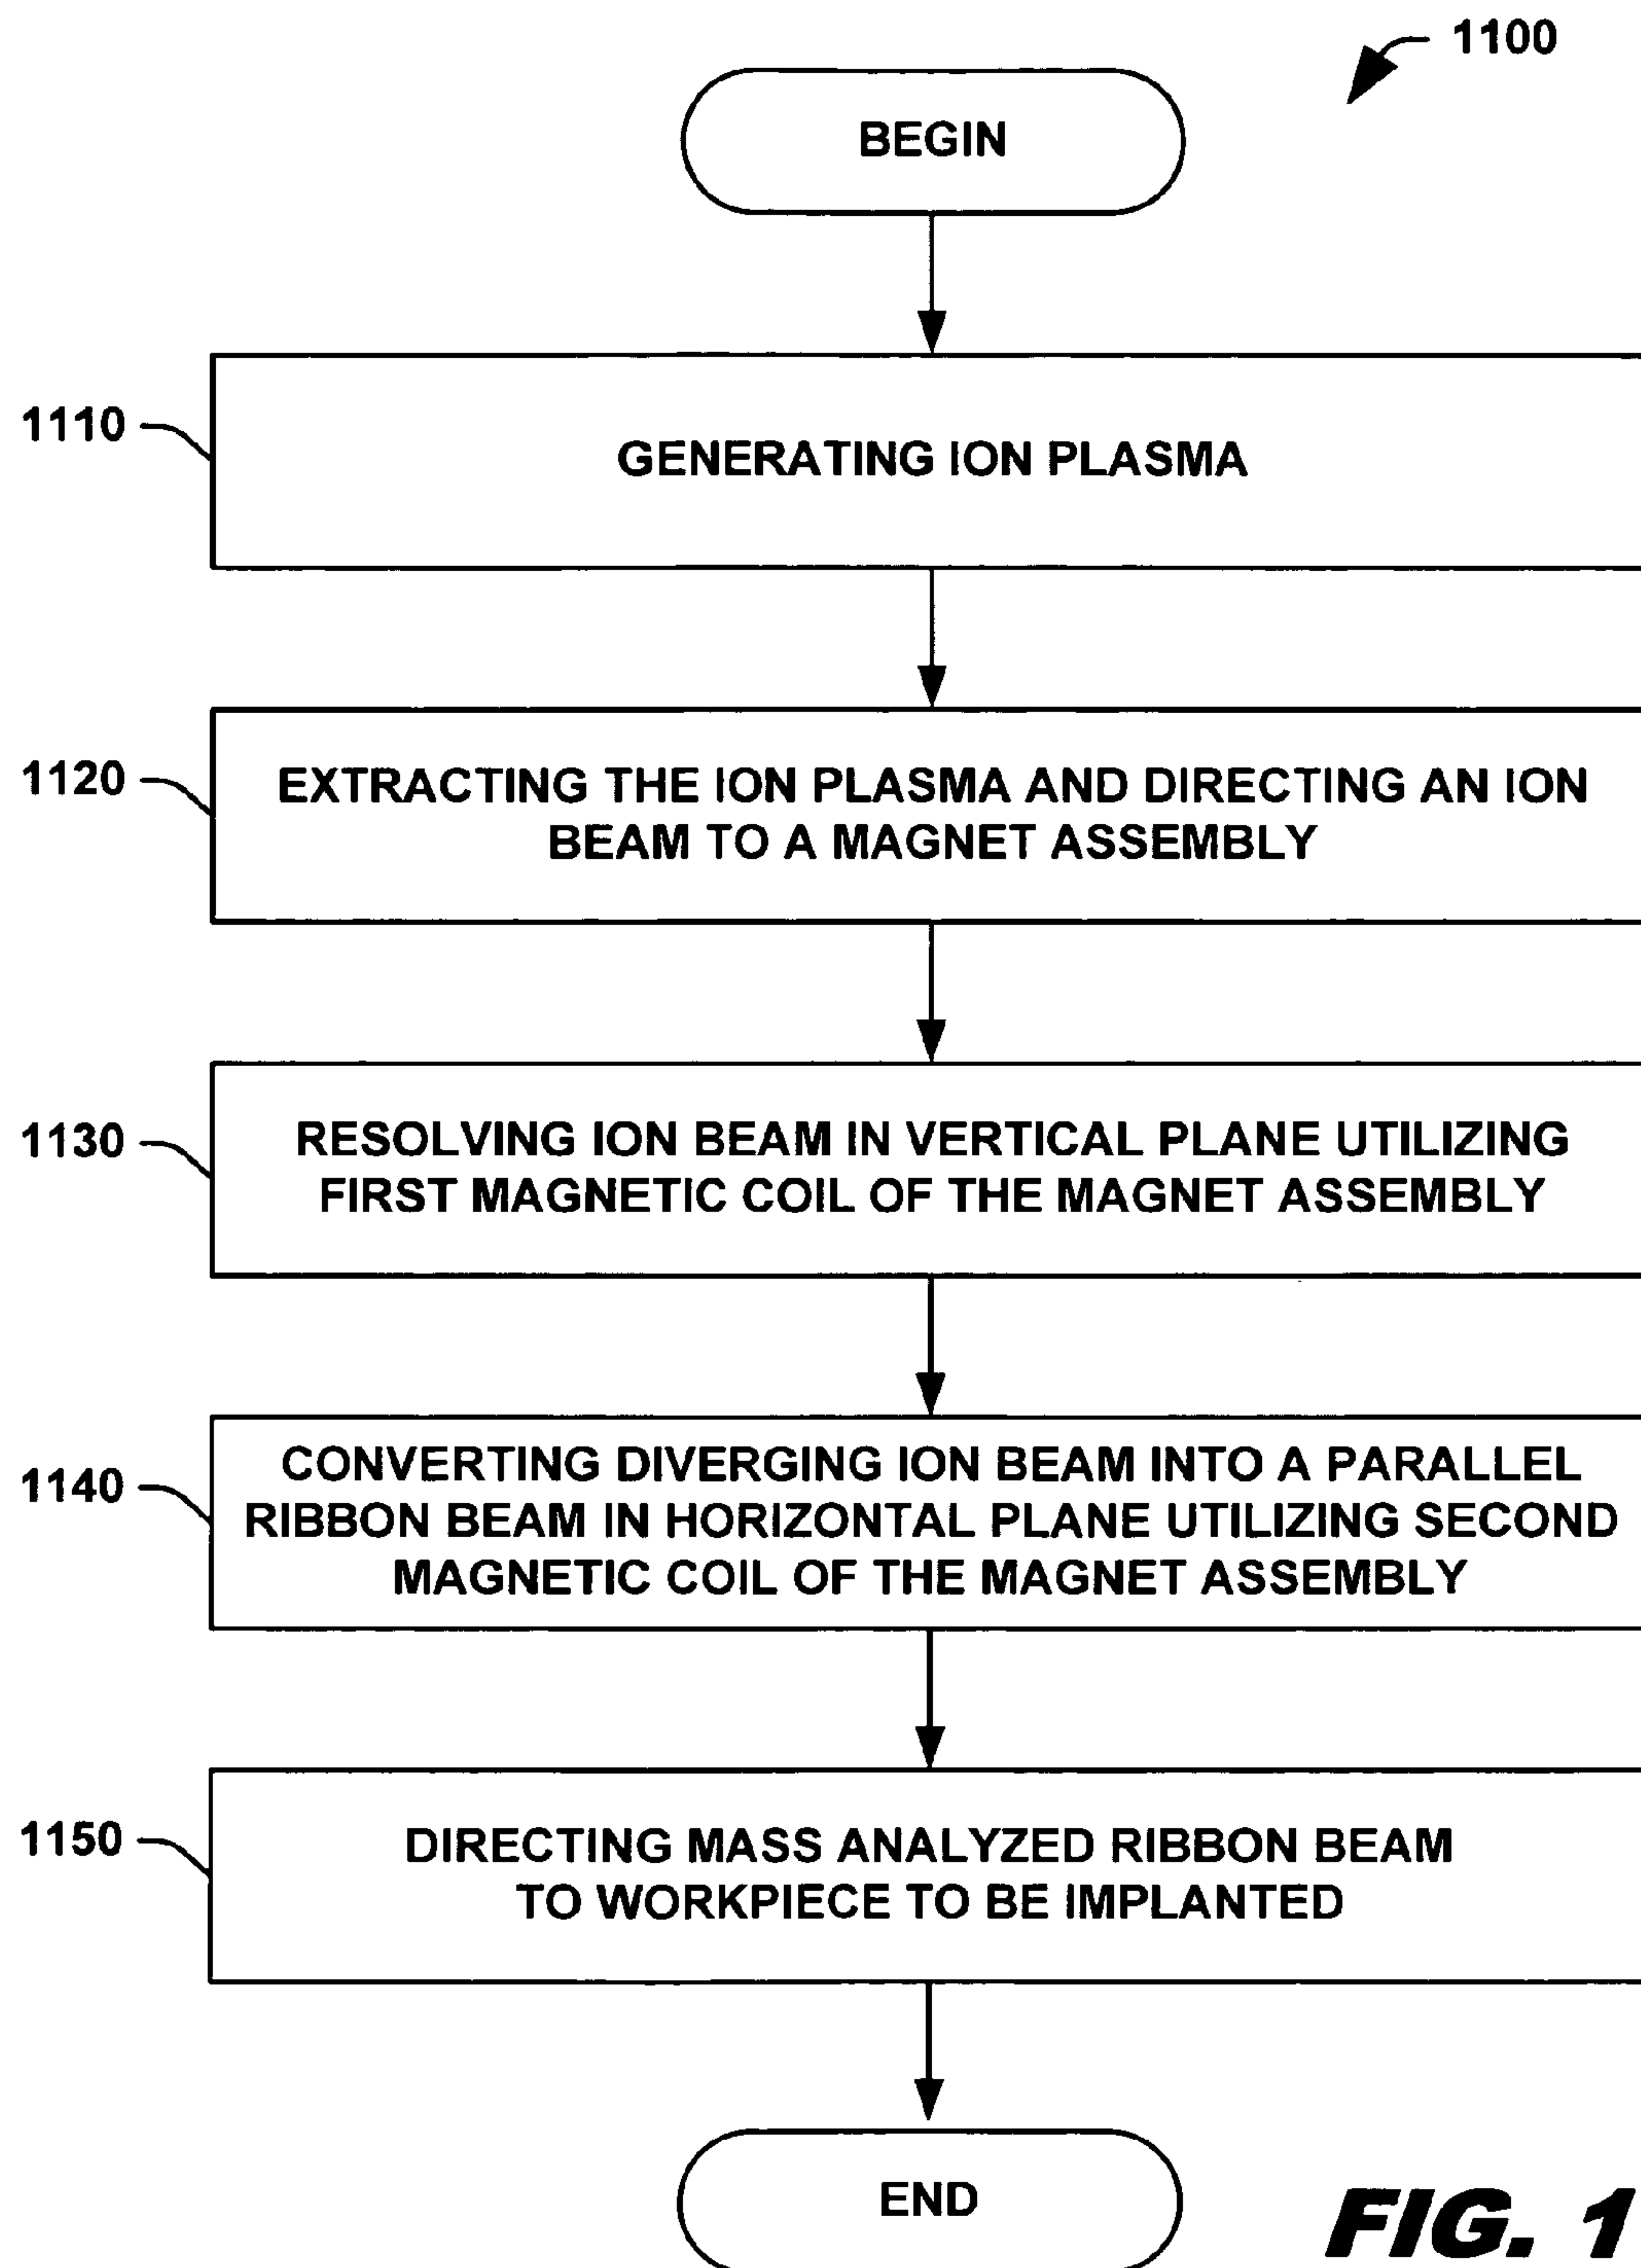 1100
BEGIN
1110
GENERATING ION PLASMA
1120
EXTRACTING THE ION PLASMA AND DIRECTING AN ION
BEAM TO A MAGNET ASSEMBLY
1130
RESOLVING ION BEAM IN VERTICAL PLANE UTILIZING
FIRST MAGNETIC COIL OF THE MAGNET ASSEMBLY
1140
CONVERTING DIVERGING ION BEAM INTO A PARALLEL
RIBBON BEAM IN HORIZONTAL PLANE UTILIZING SECOND
MAGNETIC COIL OF THE MAGNET ASSEMBLY
1150
DIRECTING MASS ANALYZED RIBBON BEAM
TO WORKPIECE TO BE IMPLANTED
END
FIG. 1